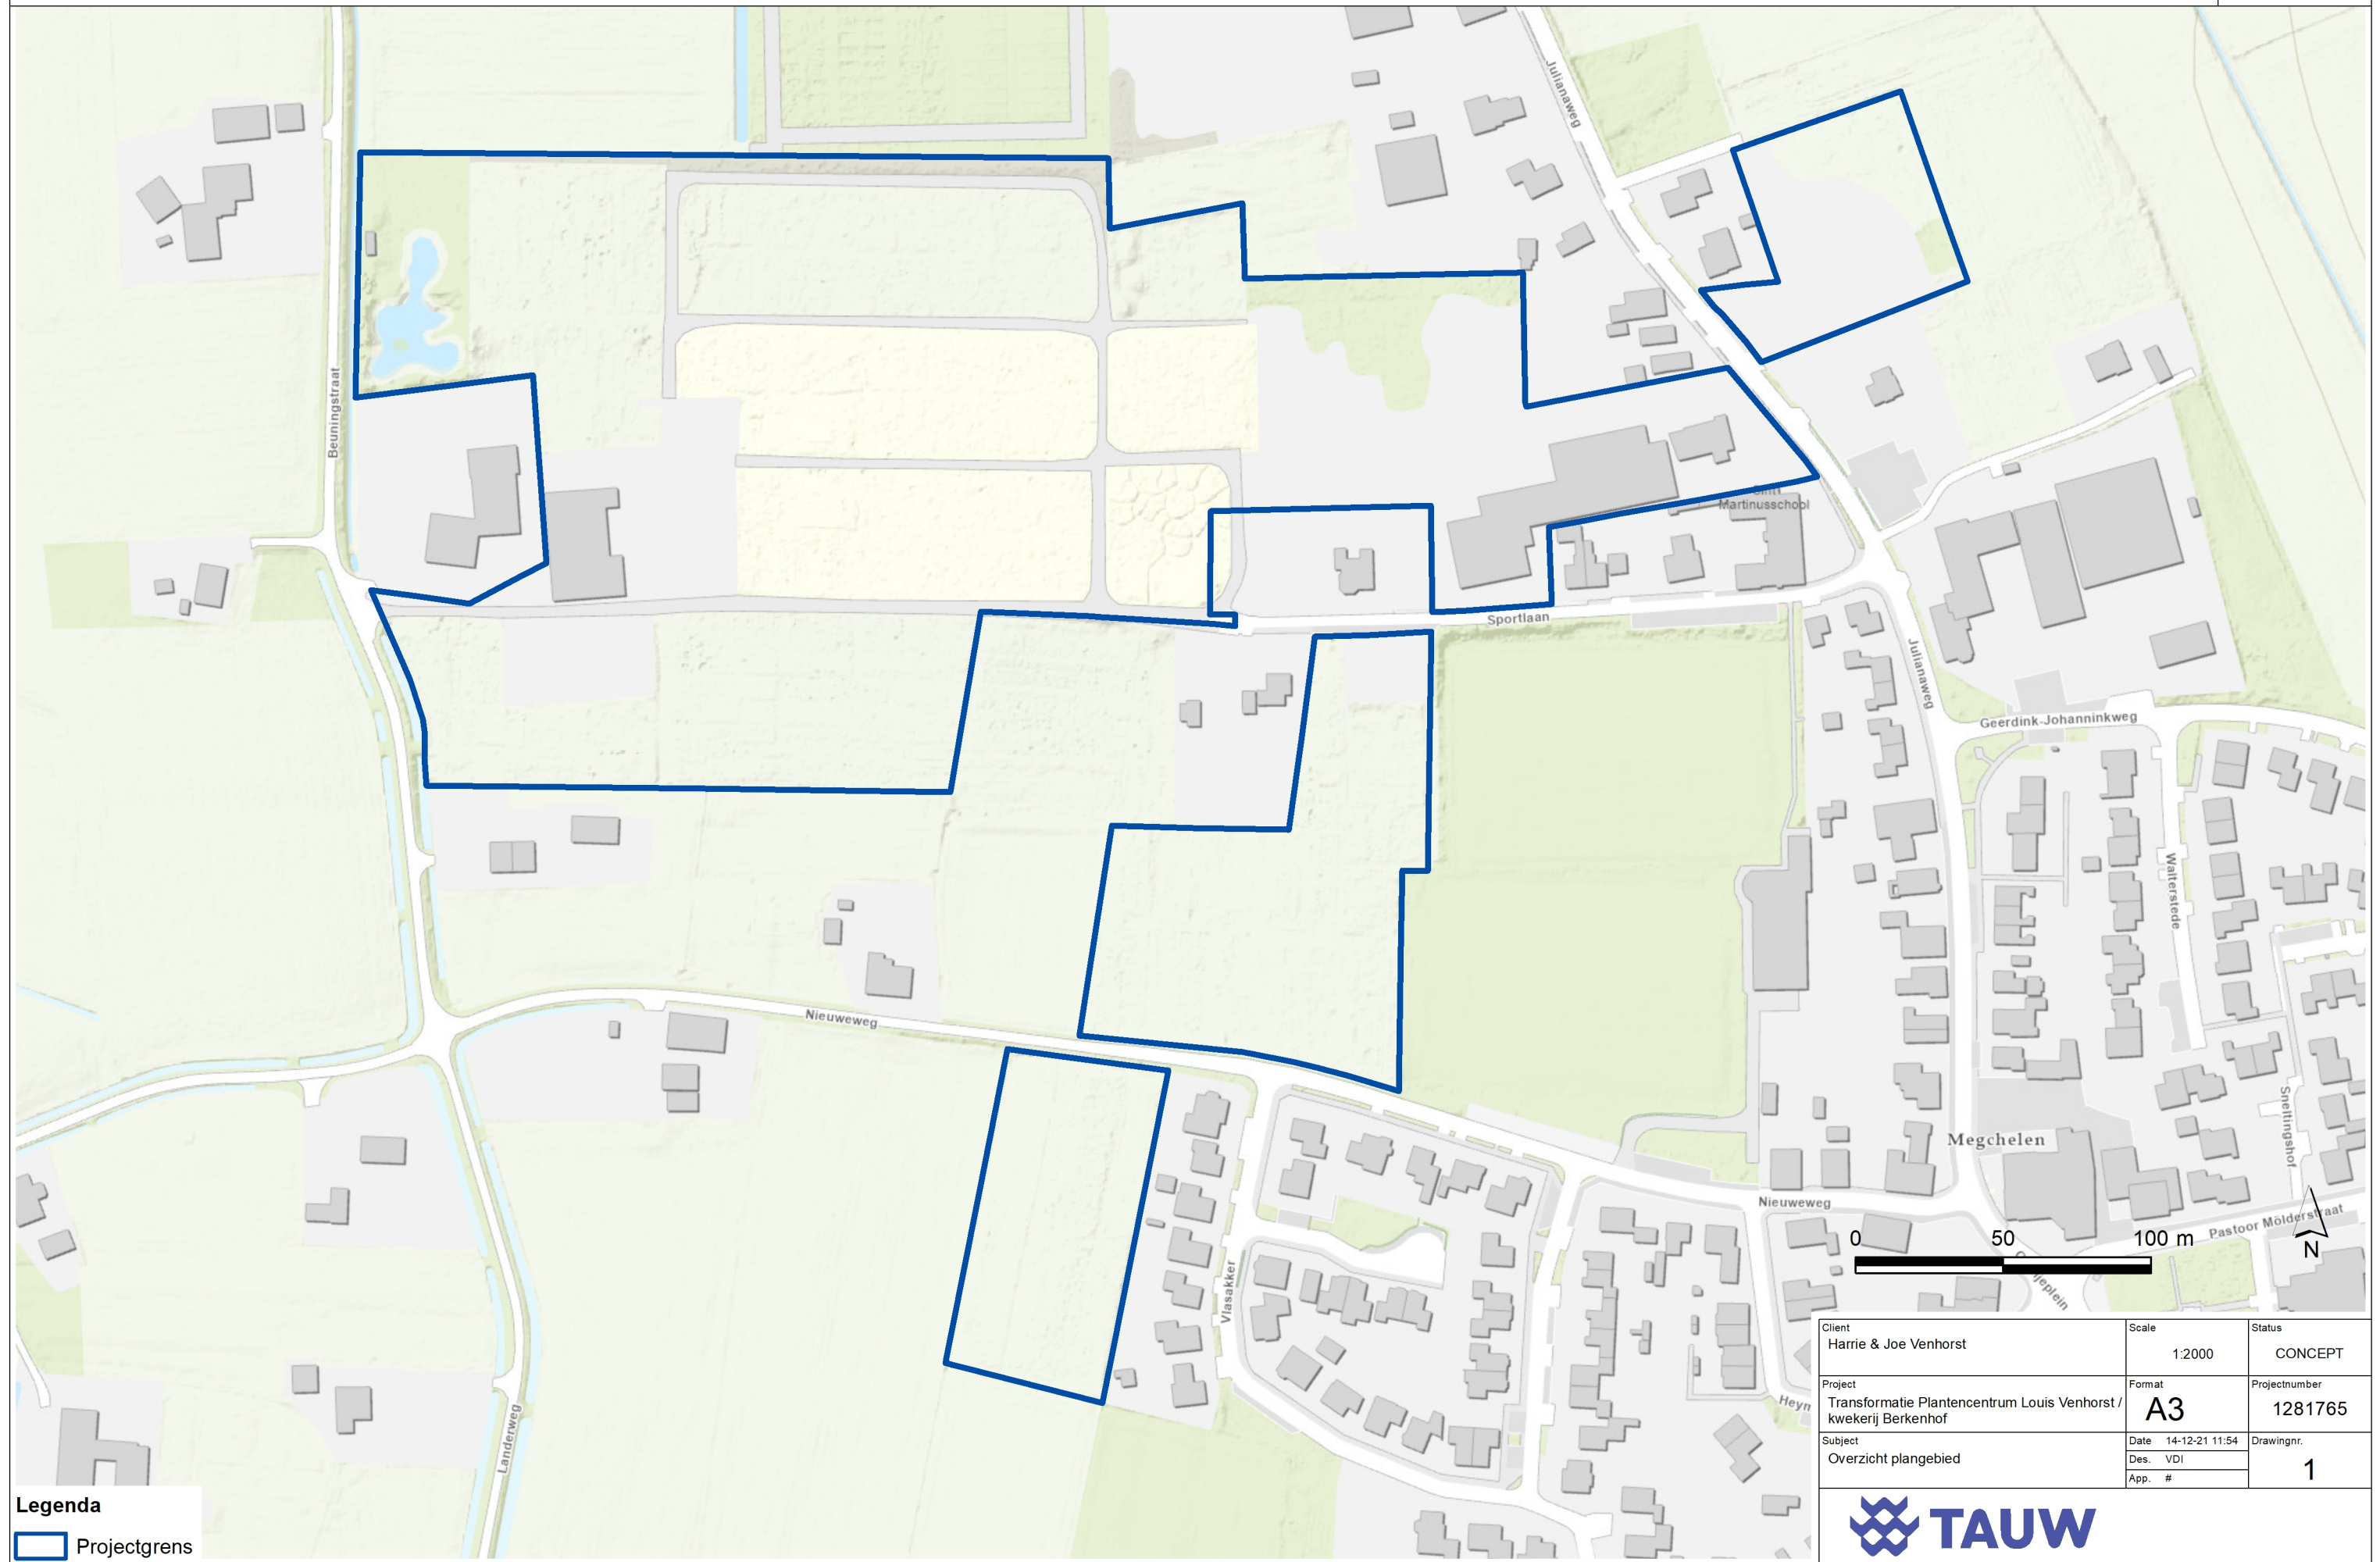 Julianaweg
Beuningstraat
Sint
Martinusschool
Sportlaan
Julianaweg
Geerdink-Johanninkweg
Walterstede
Nieuweweg
Snellingshof
Megchelen
Nieuweweg
Pastoor Mölderstraat
Vlasakker
Landerweg
0 50 100 m
N
Client
Harrie & Joe Venhorst
Scale
1:2000
Status
CONCEPT
Project
Transformatie Plantencentrum Louis Venhorst /
kwekerij Berkenhof
Format
A3
Projectnumber
1281765
Subject
Overzicht plangebied
Date 14-12-21 11:54
Des. VDI
App. #
Drawingnr.
1
TAUW
Legenda
Projectgrens